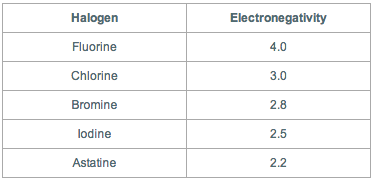 Halogen Electronegativity
Fluorine 4.0
Chlorine 3.0
Bromine 2.8
Iodine 2.5
Astatine 2.2